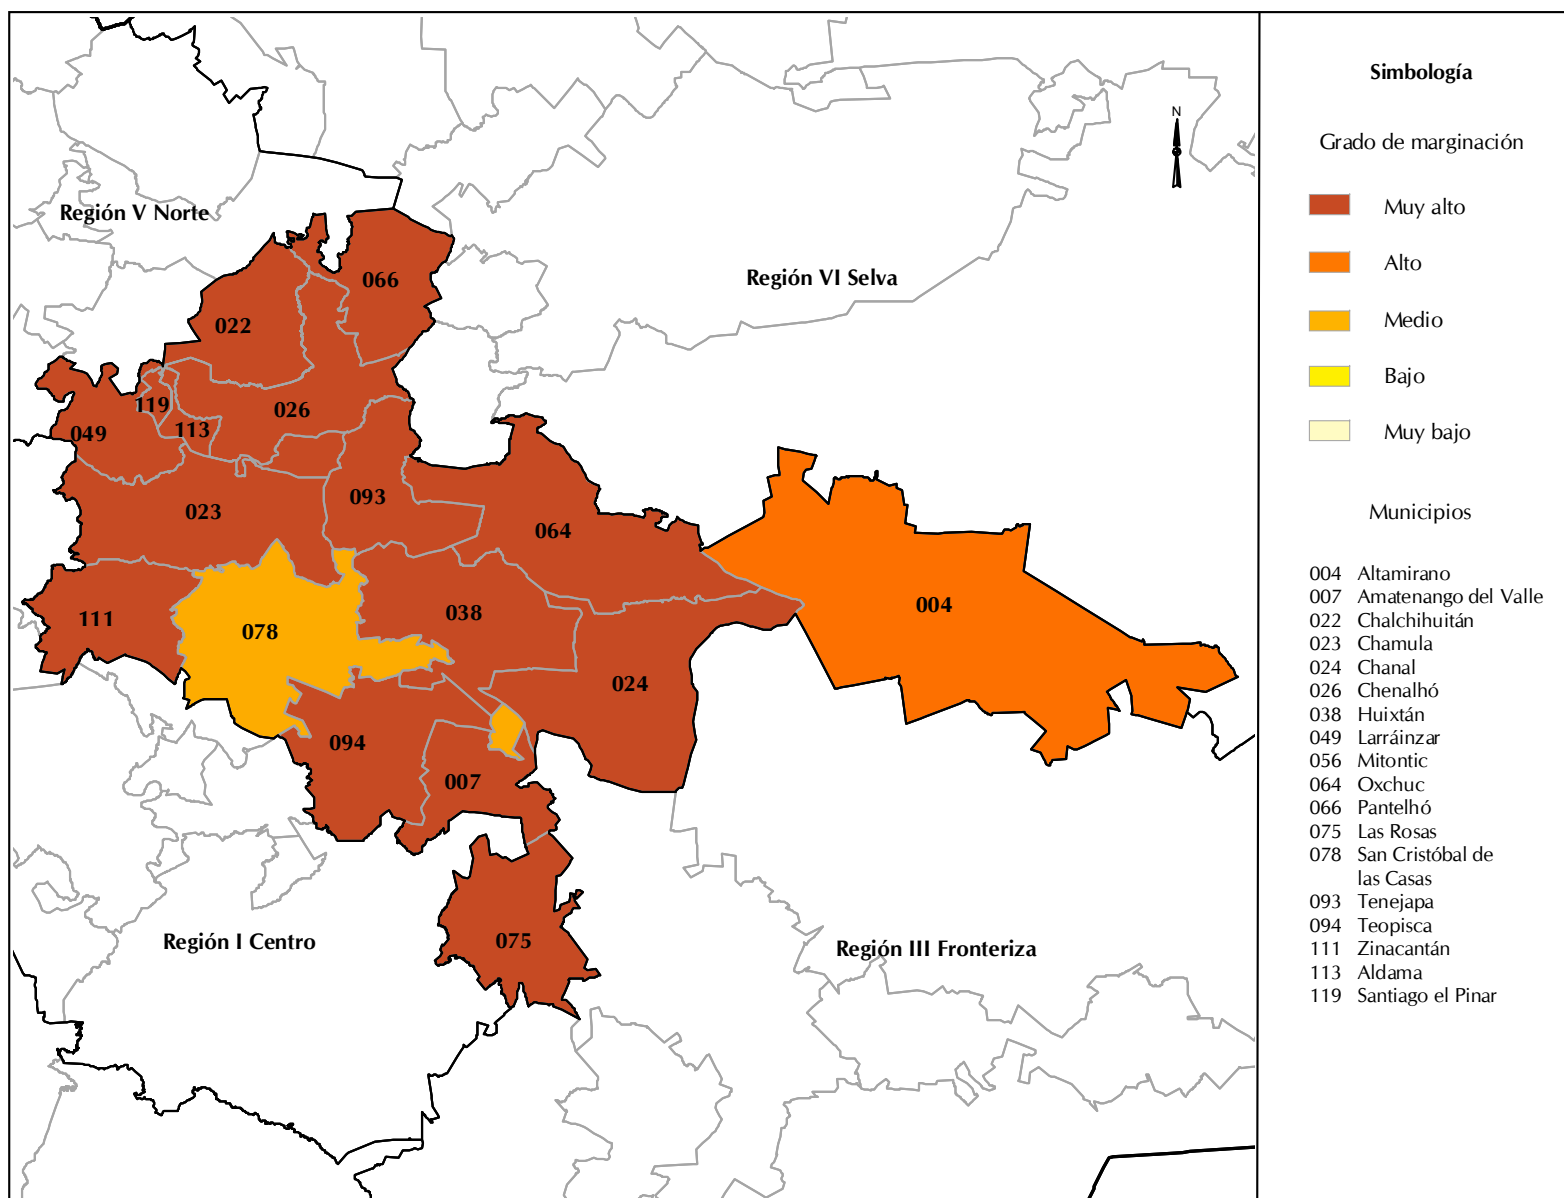 Simbología
Grado de marginación
Muy alto
Alto
Medio
Bajo
Muy bajo
Municipios
004 Altamirano
007 Amatenango del Valle
022 Chalchihuitán
023 Chamula
024 Chanal
026 Chenalhó
038 Huixtán
049 Larráinzar
056 Mitontic
064 Oxchuc
066 Pantelhó
075 Las Rosas
078 San Cristóbal de
las Casas
093 Tenejapa
094 Teopisca
111 Zinacantán
113 Aldama
119 Santiago el Pinar
N
Región V Norte
Región VI Selva
066
022
119
026
113
049
093
023
064
004
038
111
078
024
094
007
075
Región I Centro
Región III Fronteriza